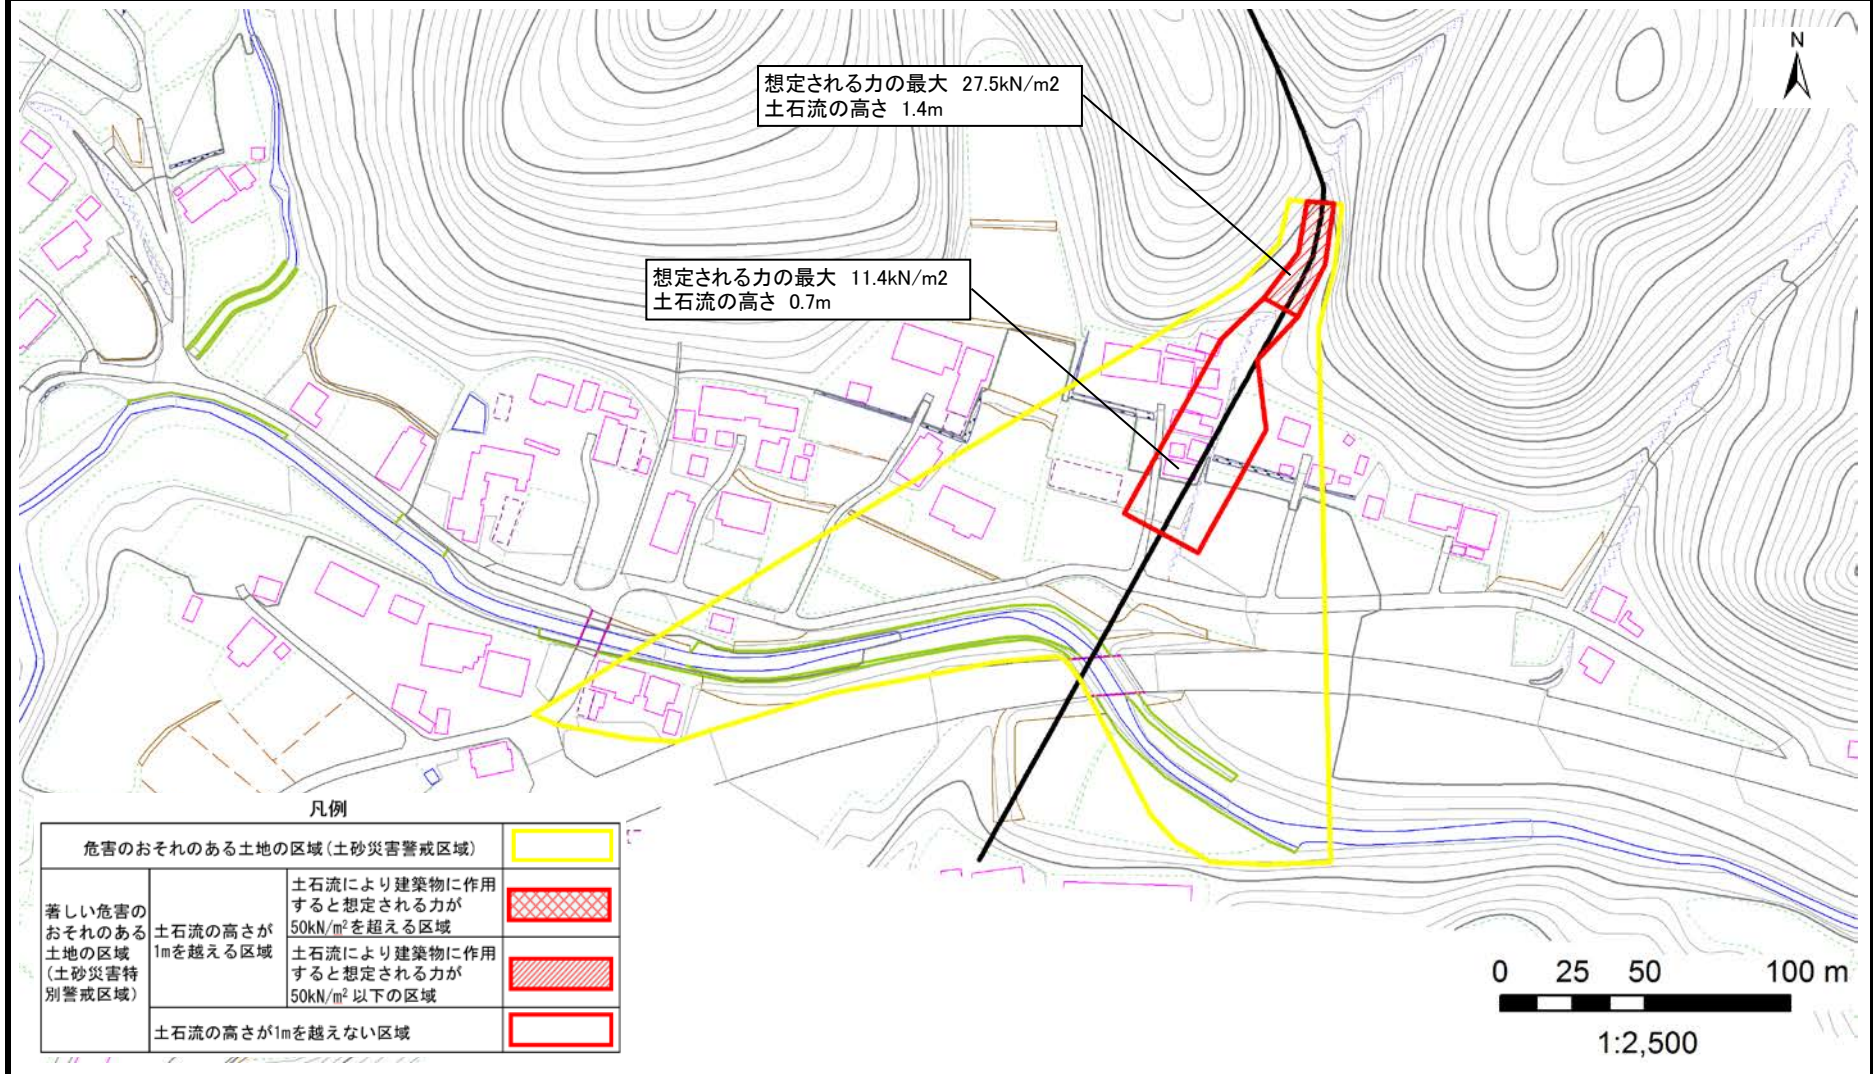 N
想定される力の最大 27.5kN/m2
土石流の高さ 1.4m
想定される力の最大 11.4kN/m2
土石流の高さ 0.7m
凡例
危害のおそれのある土地の区域(土砂災害警戒区域)
著しい危害の
おそれのある
土地の区域
(土砂災害特
別警戒区域)
土石流の高さが
1mを越える区域
土石流により建築物に作用
すると想定される力が
50kN/m²を超える区域
土石流により建築物に作用
すると想定される力が
50kN/m²以下の区域
土石流の高さが1mを越えない区域
0 25 50 100 m
1:2,500